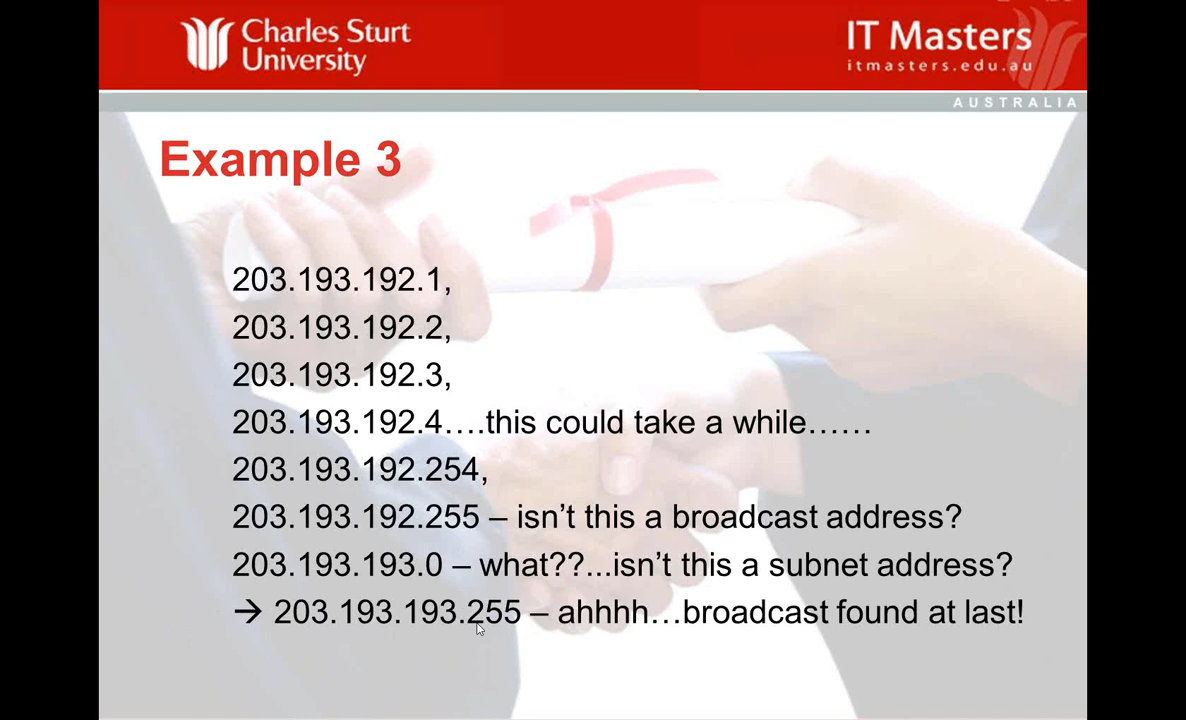 Charles Sturt
University
IT Masters
itmasters.edu.au
AUSTRALIA
Example 3
203.193.192.1,
203.193.192.2,
203.193.192.3,
203.193.192.4….this could take a while……
203.193.192.254,
203.193.192.255 – isn’t this a broadcast address?
203.193.193.0 – what??...isn’t this a subnet address?
→ 203.193.193.255 – ahhhh…broadcast found at last!